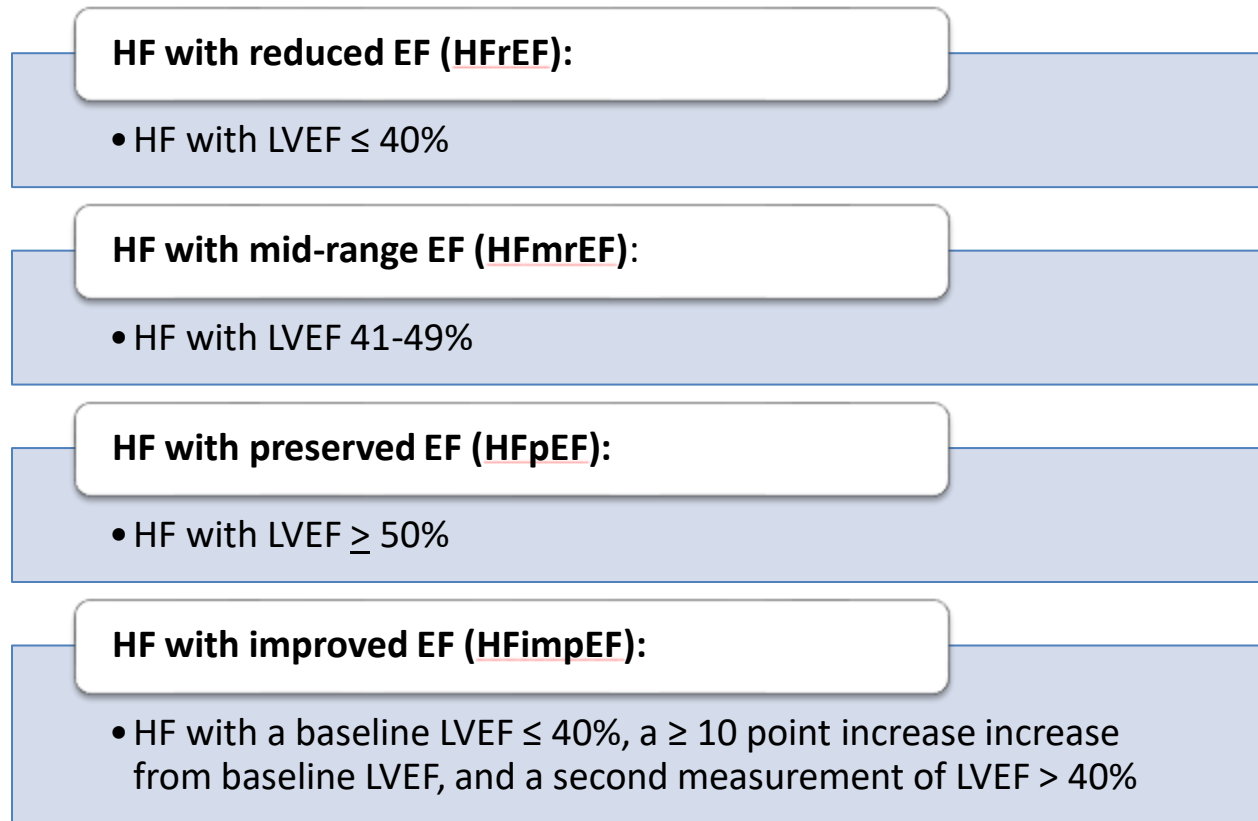 HF with reduced EF (HFrEF):
• HF with LVEF ≤ 40%
HF with mid-range EF (HFmrEF):
• HF with LVEF 41-49%
HF with preserved EF (HFpEF):
• HF with LVEF ≥ 50%
HF with improved EF (HFimpEF):
• HF with a baseline LVEF ≤ 40%, a ≥ 10 point increase increase
from baseline LVEF, and a second measurement of LVEF > 40%